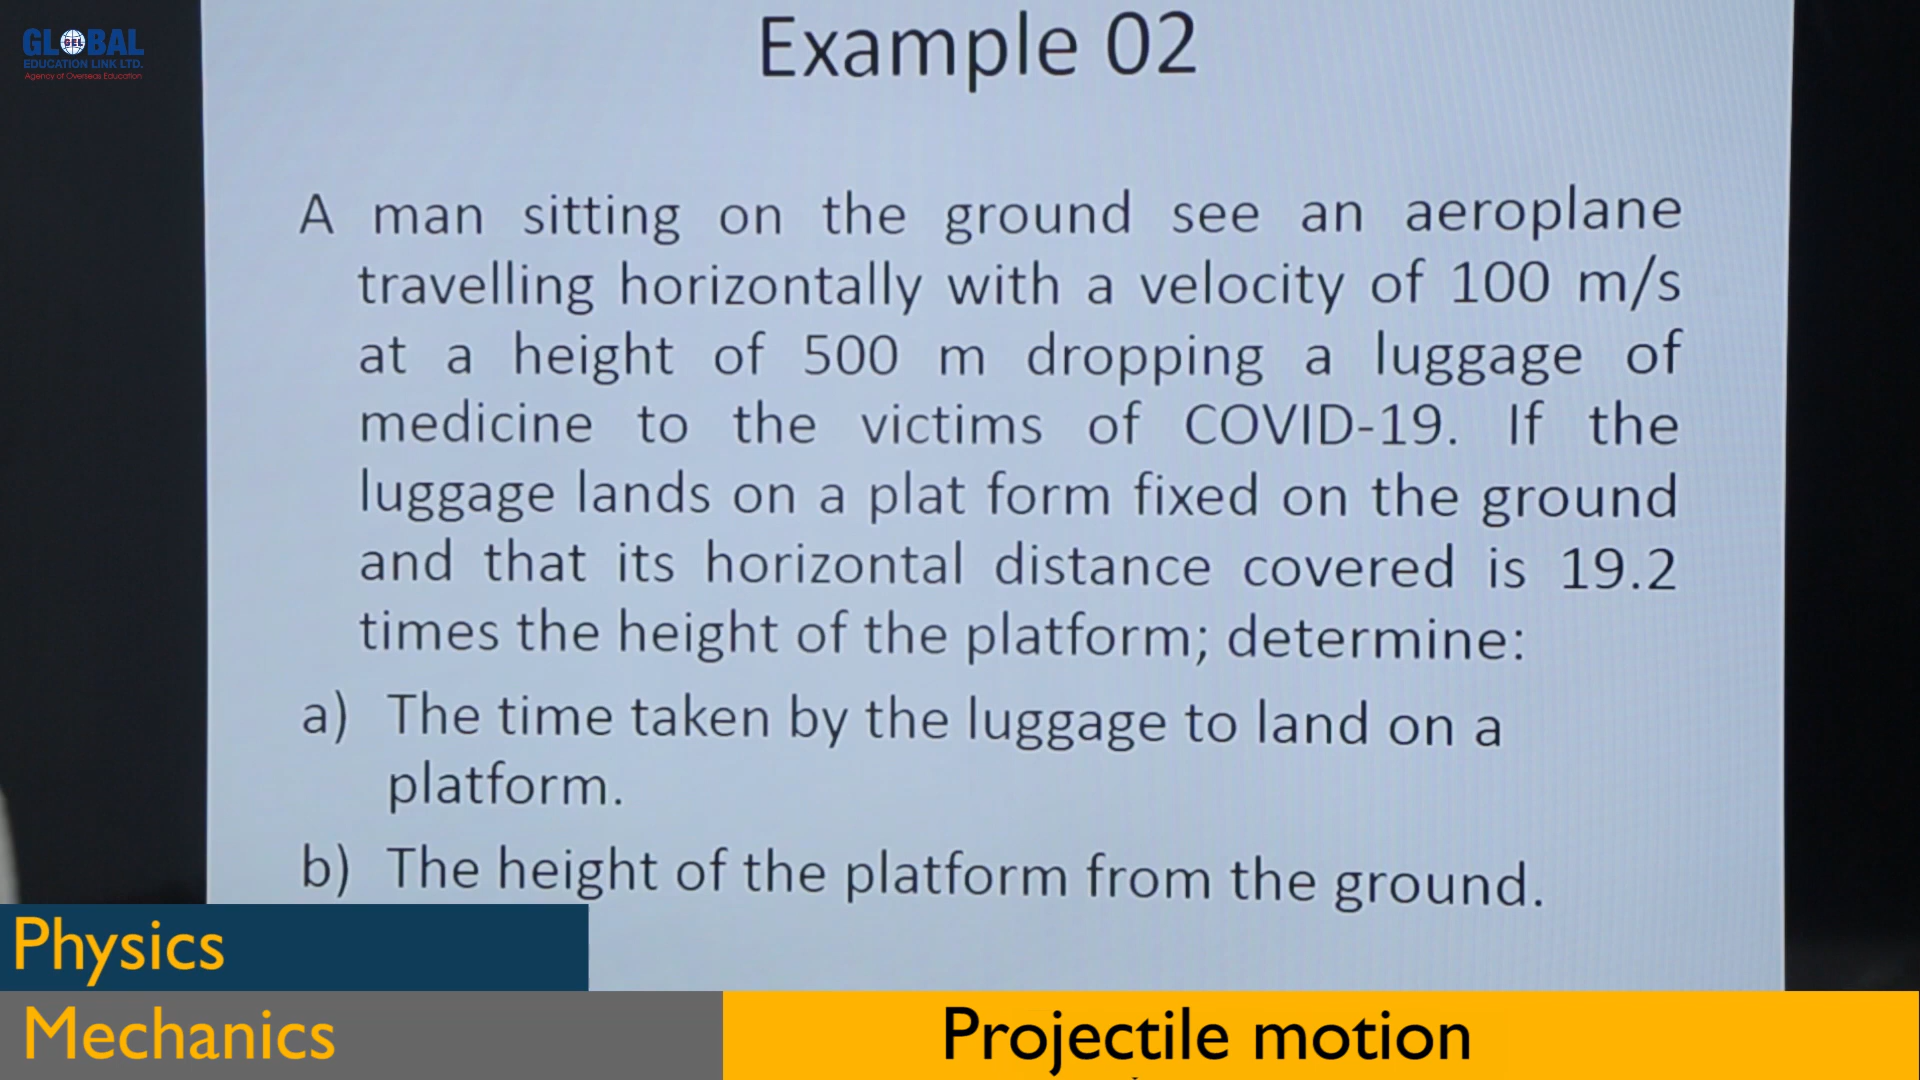 GLOBAL
GEL
EDUCATION LINK LTD.
Agency of Overseas Education
Example 02
A man sitting on the ground see an aeroplane
travelling horizontally with a velocity of 100 m/s
at a height of 500 m dropping a luggage of
medicine to the victims of COVID-19. If the
luggage lands on a plat form fixed on the ground
and that its horizontal distance covered is 19.2
times the height of the platform; determine:
a) The time taken by the luggage to land on a
platform.
b) The height of the platform from the ground.
Physics
Mechanics
Projectile motion